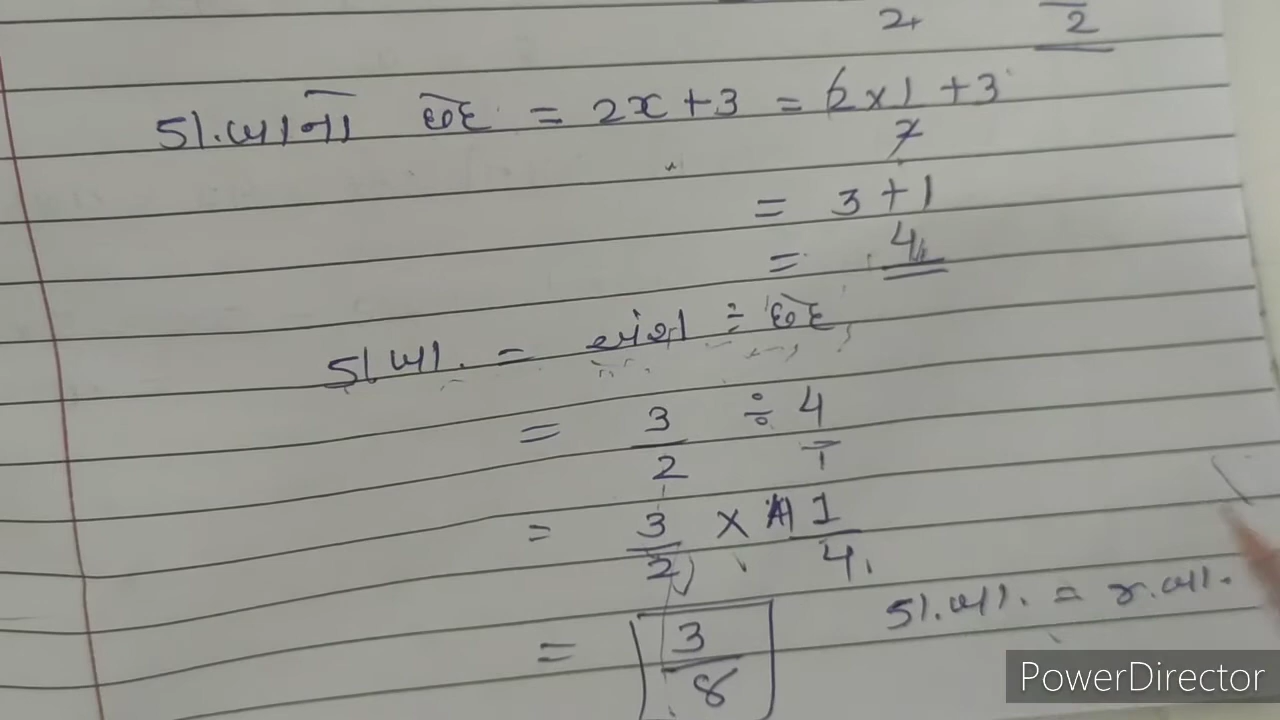 2 2
ડા.બાનો છેદ = 2x + 3 = 2 x 1 + 3
2
= 3 + 1
= 4
ડાબા. = અંશ ÷ છેદ
= 3 ÷ 4
2 1
= 3 x 1
2 4
= 3
8
ડા.બા. = જ.બા.
PowerDirector